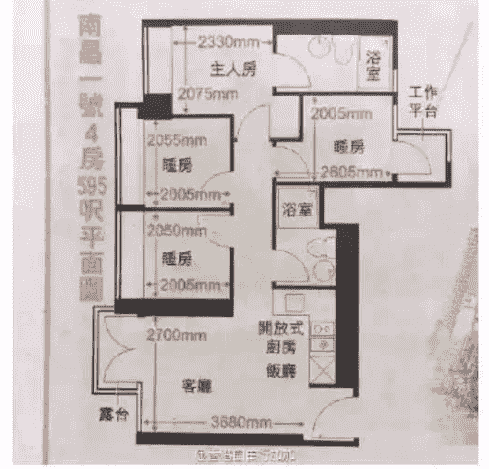 南昌一號4房595呎平面圖
2330mm
主人房
浴室
2075mm
工作
平台
2005mm
2055mm
睡房
睡房
2005mm
2605mm
浴室
2050mm
睡房
2005mm
2700mm
開放式
廚房
飯廳
客廳
露台
3680mm